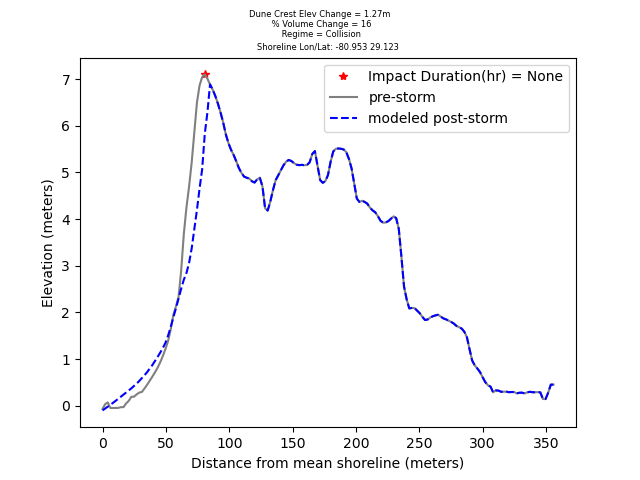 Dune Crest Elev Change = 1.27m
% Volume Change = 16
Regime = Collision
Shoreline Lon/Lat: -80.953 29.123
Impact Duration(hr) = None
pre-storm
modeled post-storm
Elevation (meters)
7
6
5
4
3
2
1
0
0 50 100 150 200 250 300 350
Distance from mean shoreline (meters)